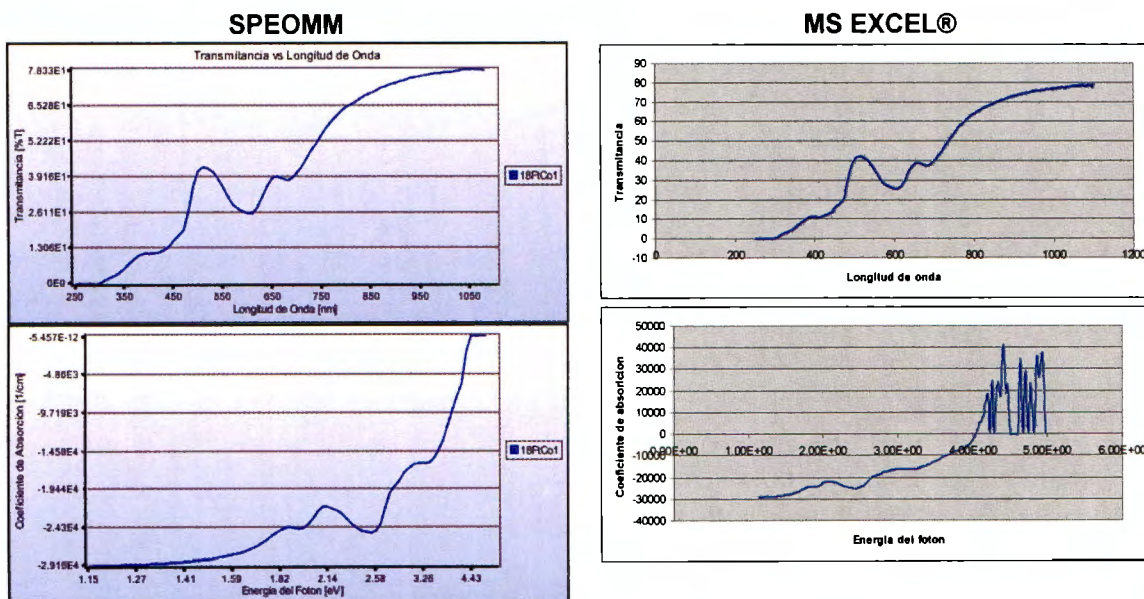 SPEOMM
MS EXCEL®
Transmitancia vs Longitud de Onda
7.833E1
6.528E1
5.222E1
3.916E1
2.611E1
1.306E1
0E0
Transmitancia [%T]
250 350 450 550 650 750 850 950 1050
Longitud de Onda [nm]
18RCo1
90
80
70
60
50
40
30
20
10
0
-10
Transmitancia
0 200 400 600 800 1000 1200
Longitud de onda
-5.457E-12
-4.86E3
-9.719E3
-1.458E4
-1.944E4
-2.43E4
-2.916E4
Coeficiente de Absorcion [1/cm]
1.15 1.27 1.41 1.59 1.82 2.14 2.58 3.26 4.43
Energia del Foton [eV]
50000
40000
30000
20000
10000
0
-10000
-20000
-30000
-40000
Coeficiente de absoricion
0.00E+00 1.00E+00 2.00E+00 3.00E+00 4.00E+00 5.00E+00 6.00E+00
Energia del foton